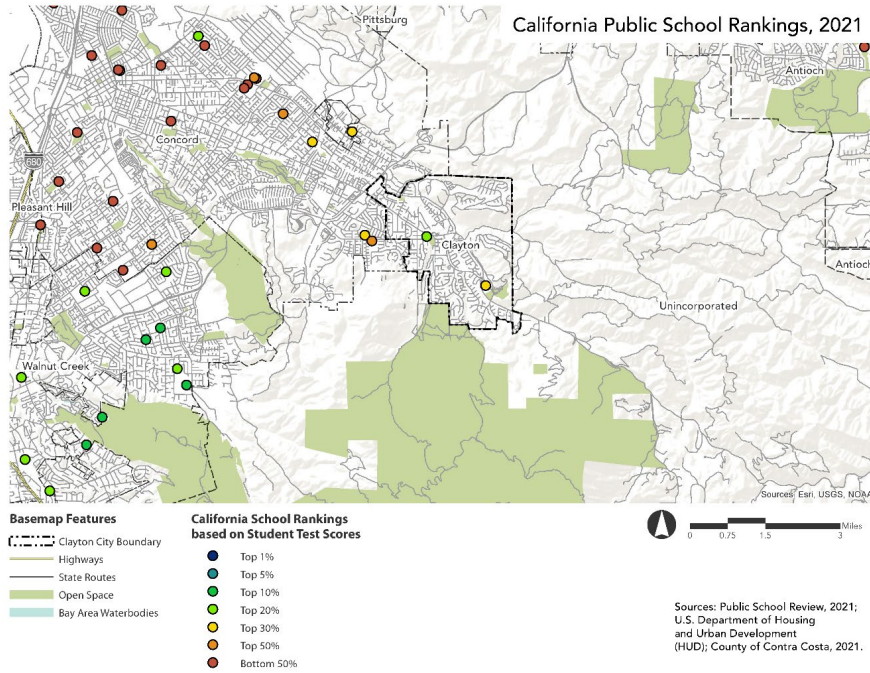 California Public School Rankings, 2021
Pittsburg
Antioch
Concord
680
Pleasant Hill
Clayton
Antioch
Unincorporated
Walnut Creek
Sources: Esri, USGS, NOAA
Basemap Features
Clayton City Boundary
Highways
State Routes
Open Space
Bay Area Waterbodies
California School Rankings
based on Student Test Scores
Top 1%
Top 5%
Top 10%
Top 20%
Top 30%
Top 50%
Bottom 50%
Miles
0 0.75 1.5 3
Sources: Public School Review, 2021;
U.S. Department of Housing
and Urban Development
(HUD); County of Contra Costa, 2021.